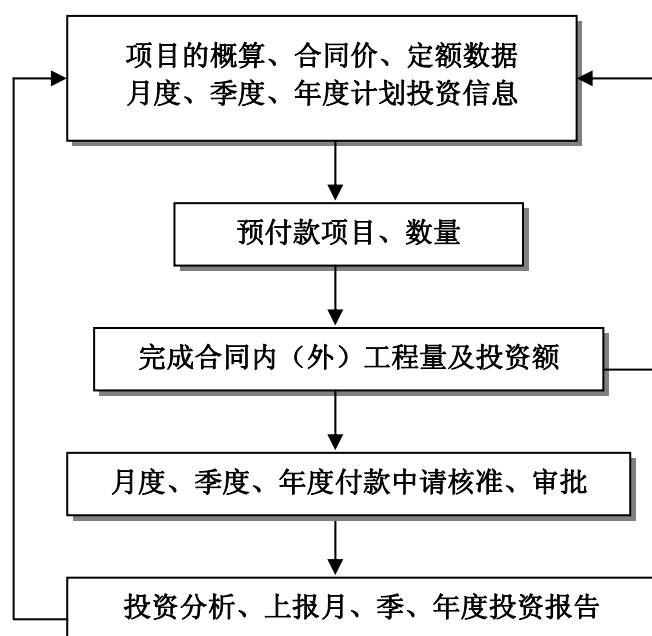 项目的概算、合同价、定额数据
月度、季度、年度计划投资信息
预付款项目、数量
完成合同内（外）工程量及投资额
月度、季度、年度付款中请核准、审批
投资分析、上报月、季、年度投资报告